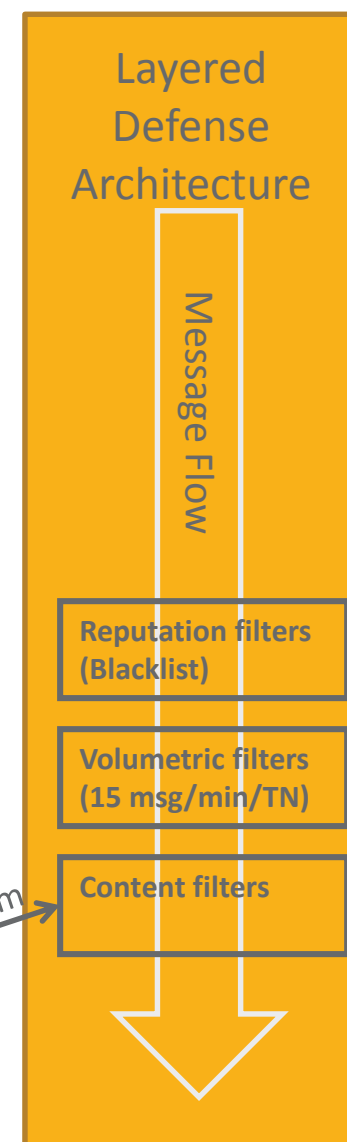 Layered
Defense
Architecture
Message Flow
Reputation filters
(Blacklist)
Volumetric filters
(15 msg/min/TN)
Content filters